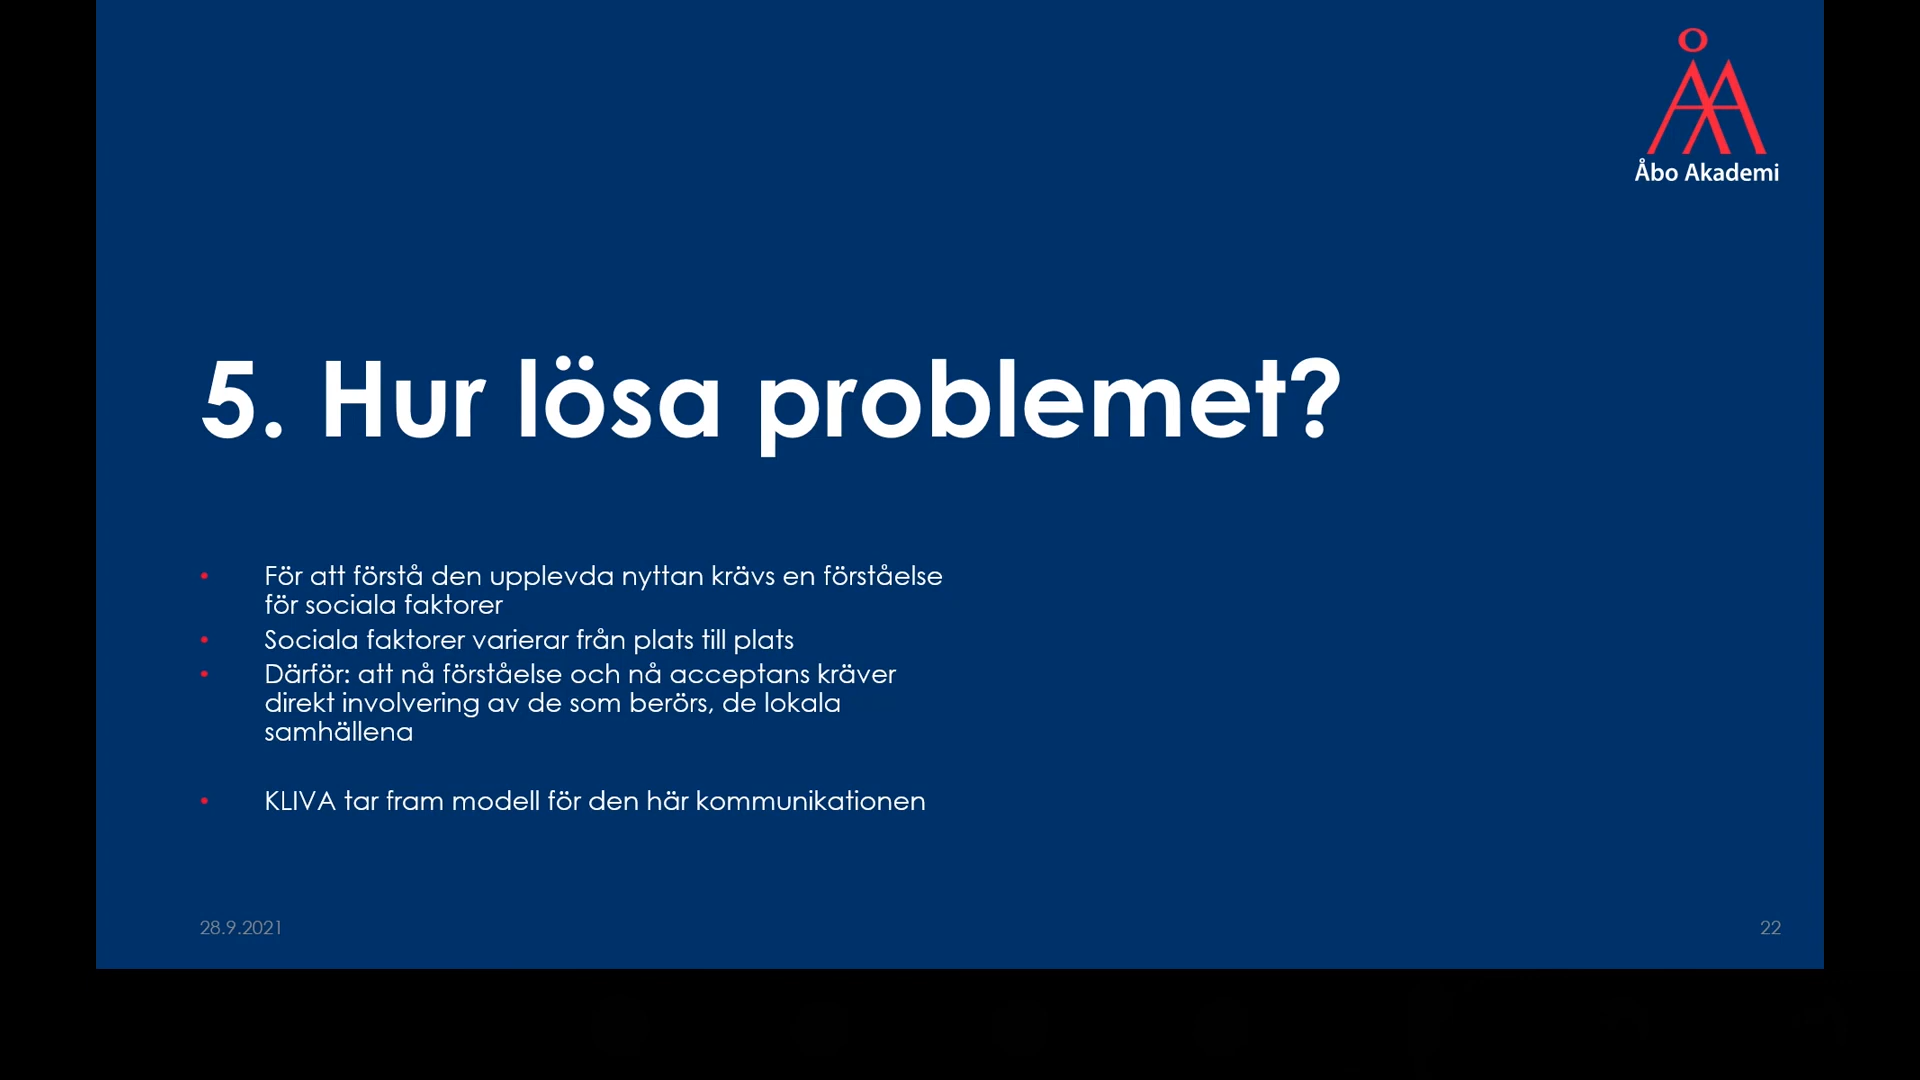 Åbo Akademi
5. Hur lösa problemet?
• För att förstå den upplevda nyttan krävs en förståelse
för sociala faktorer
• Sociala faktorer varierar från plats till plats
• Därför: att nå förståelse och nå acceptans kräver
direkt involvering av de som berörs, de lokala
samhällena
• KLIVA tar fram modell för den här kommunikationen
28.9.2021
22